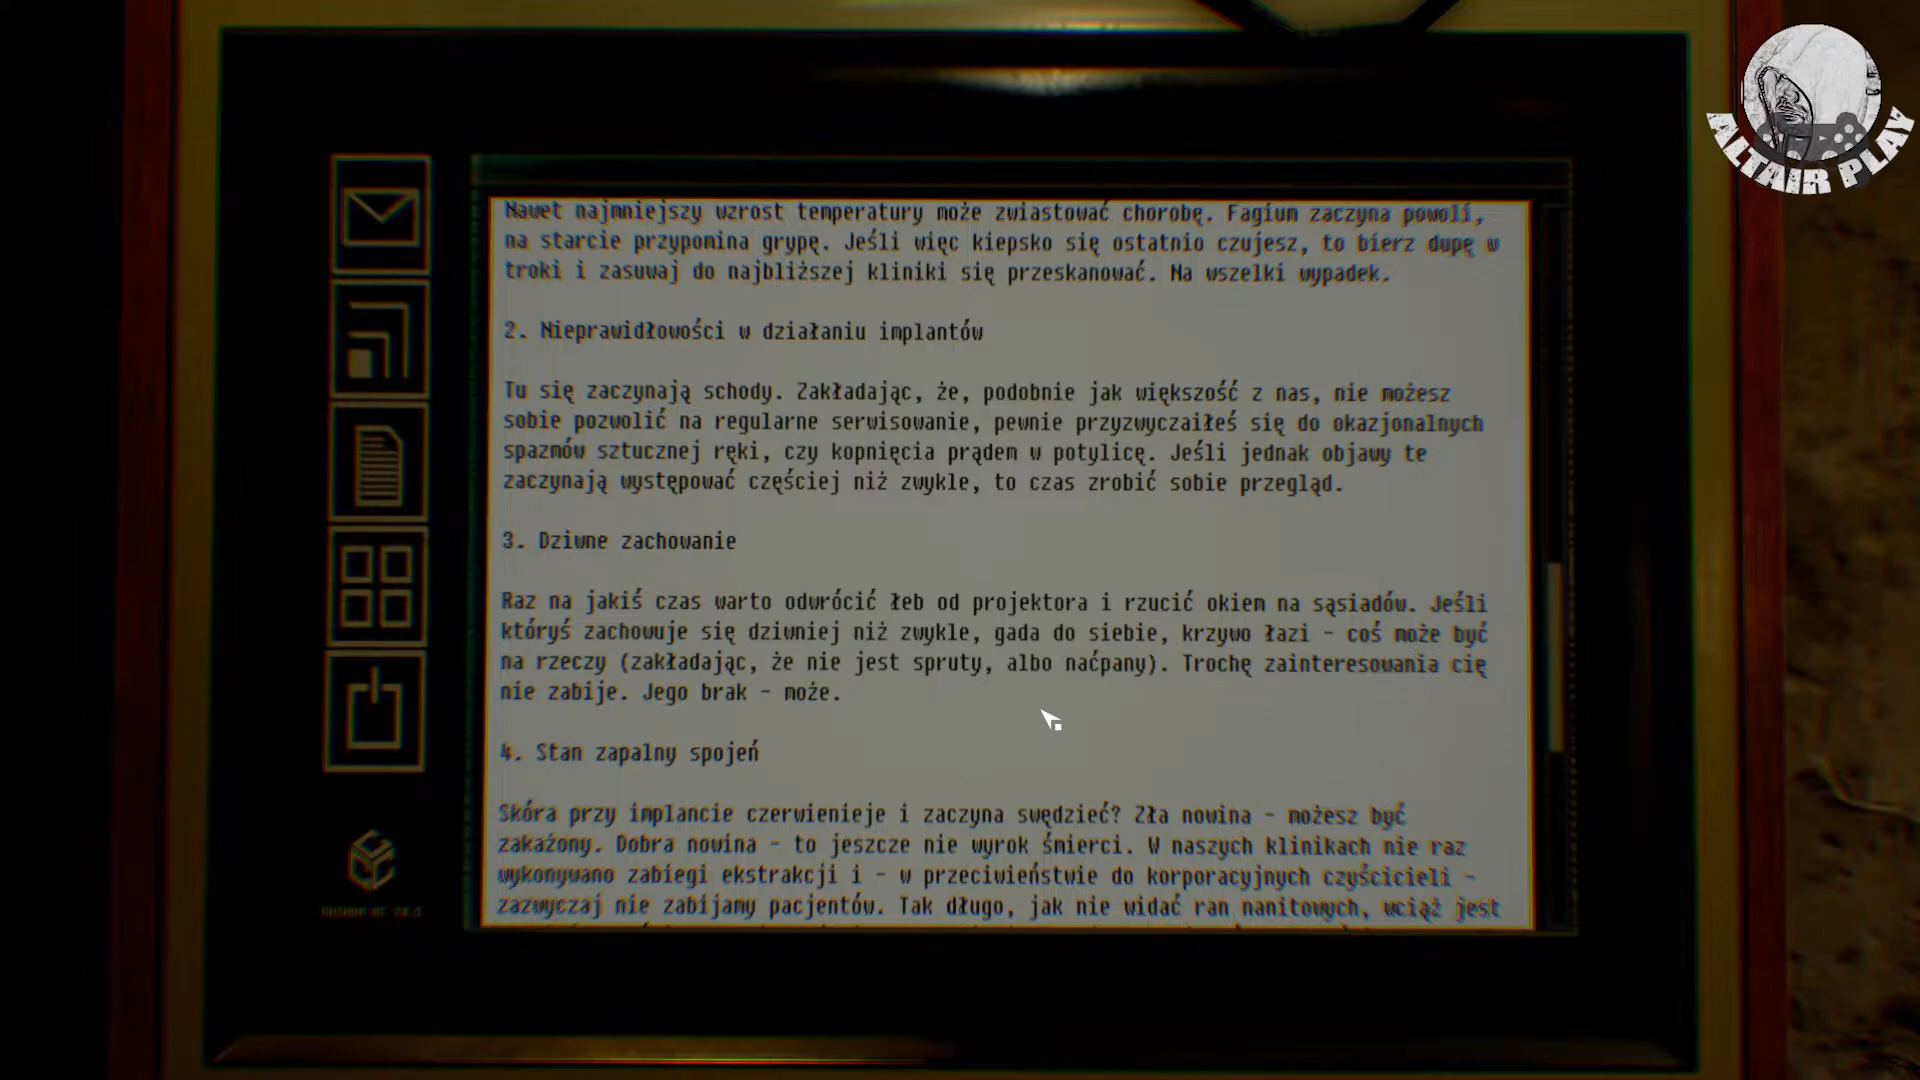 ALTAIR PLAY
Nawet najmniejszy wzrost temperatury może zwiastować chorobę. Fagium zaczyna powoli,
na starcie przypomina grypę. Jeśli więc kiepsko się ostatnio czujesz, to bierz dupę w
troki i zasuwaj do najbliższej kliniki się przeskanować. Na wszelki wypadek.
2. Nieprawidłowości w działaniu implantów
Tu się zaczynają schody. Zakładając, że, podobnie jak większość z nas, nie możesz
sobie pozwolić na regularne serwisowanie, pewnie przyzwyczaiłeś się do okazjonalnych
spazmów sztucznej ręki, czy kopnięcia prądem w potylicę. Jeśli jednak objawy te
zaczynają występować częściej niż zwykle, to czas zrobić sobie przegląd.
3. Dziwne zachowanie
Raz na jakiś czas warto odwrócić łeb od projektora i rzucić okiem na sąsiadów. Jeśli
któryś zachowuje się dziwniej niż zwykle, gada do siebie, krzywo łazi - coś może być
na rzeczy (zakładając, że nie jest spruty, albo naćpany). Trochę zainteresowania cię
nie zabije. Jego brak - może.
4. Stan zapalny spojeń
Skóra przy implancie czerwienieje i zaczyna swędzieć? Zła nowina - możesz być
zakażony. Dobra nowina - to jeszcze nie wyrok śmierci. W naszych klinikach nie raz
wykonywano zabiegi ekstrakcji i - w przeciwieństwie do korporacyjnych czyścicieli -
zazwyczaj nie zabijamy pacjentów. Tak długo, jak nie widać ran nanitowych, wciąż jest